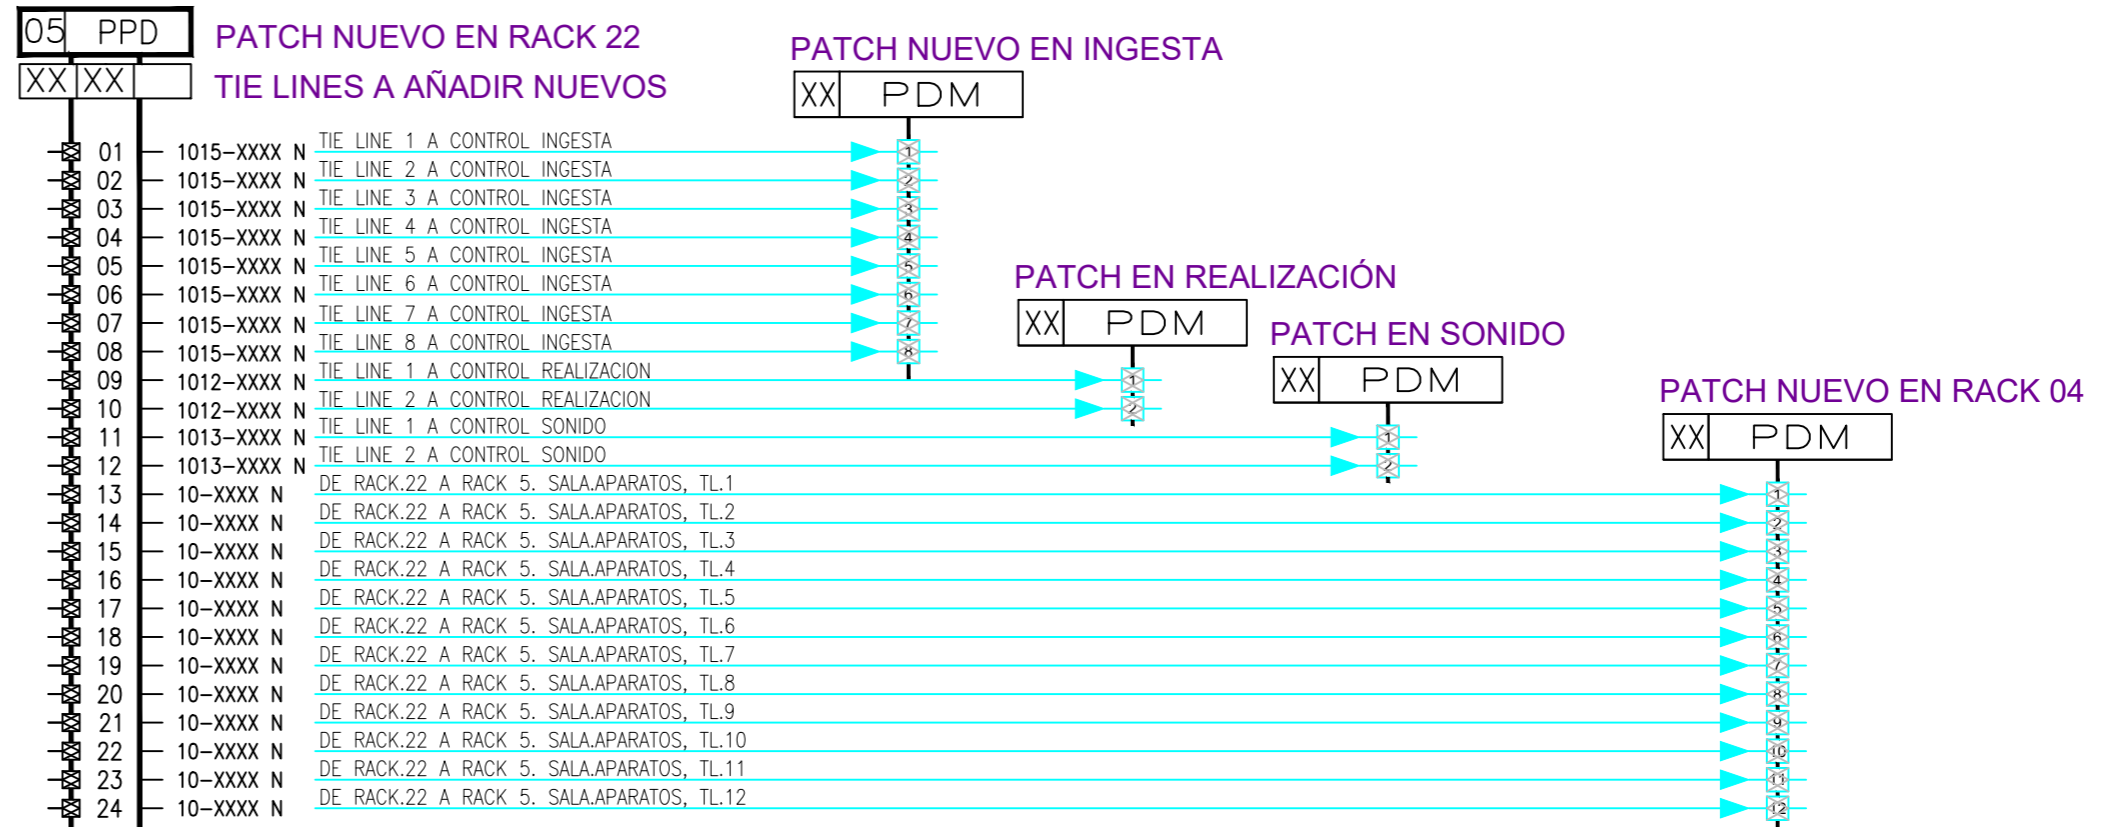 05 PPD
PATCH NUEVO EN RACK 22
XX XX
TIE LINES A AÑADIR NUEVOS
PATCH NUEVO EN INGESTA
XX PDM
01 1015-XXXX N TIE LINE 1 A CONTROL INGESTA 1
02 1015-XXXX N TIE LINE 2 A CONTROL INGESTA 2
03 1015-XXXX N TIE LINE 3 A CONTROL INGESTA 3
04 1015-XXXX N TIE LINE 4 A CONTROL INGESTA 4
05 1015-XXXX N TIE LINE 5 A CONTROL INGESTA 5
06 1015-XXXX N TIE LINE 6 A CONTROL INGESTA 6
07 1015-XXXX N TIE LINE 7 A CONTROL INGESTA 7
08 1015-XXXX N TIE LINE 8 A CONTROL INGESTA 8
PATCH EN REALIZACIÓN
XX PDM
09 1012-XXXX N TIE LINE 1 A CONTROL REALIZACION 1
10 1012-XXXX N TIE LINE 2 A CONTROL REALIZACION 2
PATCH EN SONIDO
XX PDM
11 1013-XXXX N TIE LINE 1 A CONTROL SONIDO 1
12 1013-XXXX N TIE LINE 2 A CONTROL SONIDO 2
PATCH NUEVO EN RACK 04
XX PDM
13 10-XXXX N DE RACK.22 A RACK 5. SALA.APARATOS, TL.1 1
14 10-XXXX N DE RACK.22 A RACK 5. SALA.APARATOS, TL.2 2
15 10-XXXX N DE RACK.22 A RACK 5. SALA.APARATOS, TL.3 3
16 10-XXXX N DE RACK.22 A RACK 5. SALA.APARATOS, TL.4 4
17 10-XXXX N DE RACK.22 A RACK 5. SALA.APARATOS, TL.5 5
18 10-XXXX N DE RACK.22 A RACK 5. SALA.APARATOS, TL.6 6
19 10-XXXX N DE RACK.22 A RACK 5. SALA.APARATOS, TL.7 7
20 10-XXXX N DE RACK.22 A RACK 5. SALA.APARATOS, TL.8 8
21 10-XXXX N DE RACK.22 A RACK 5. SALA.APARATOS, TL.9 9
22 10-XXXX N DE RACK.22 A RACK 5. SALA.APARATOS, TL.10 10
23 10-XXXX N DE RACK.22 A RACK 5. SALA.APARATOS, TL.11 11
24 10-XXXX N DE RACK.22 A RACK 5. SALA.APARATOS, TL.12 12